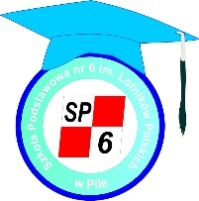 Szkoła Podstawowa nr 6 im. Lotników Polskich
w Pile
SP
6